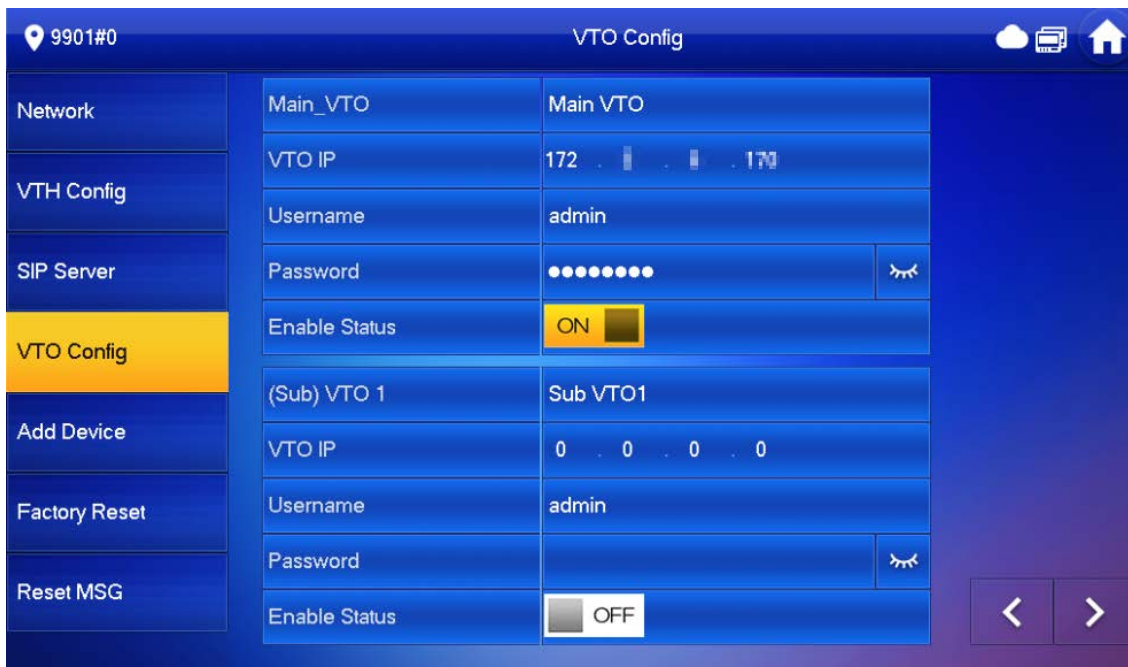 9901#0
VTO Config
Network
VTH Config
SIP Server
VTO Config
Add Device
Factory Reset
Reset MSG
Main_VTO Main VTO
VTO IP 172 . . . 170
Username admin
Password ●●●●●●●●
Enable Status ON
(Sub) VTO 1 Sub VTO1
VTO IP 0 . 0 . 0 . 0
Username admin
Password
Enable Status OFF